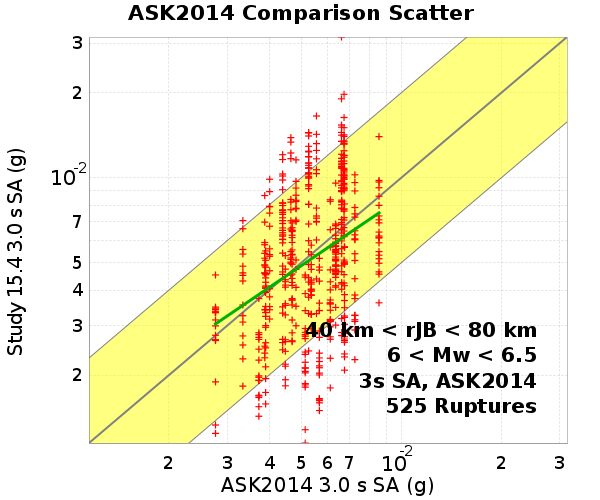 ASK2014 Comparison Scatter
3
2
10-2
7
5
4
3
2
Study 15.4 3.0 s SA (g)
40 km < rJB < 80 km
6 < Mw < 6.5
3s SA, ASK2014
525 Ruptures
2 3 4 5 6 7 10-2 2 3
ASK2014 3.0 s SA (g)